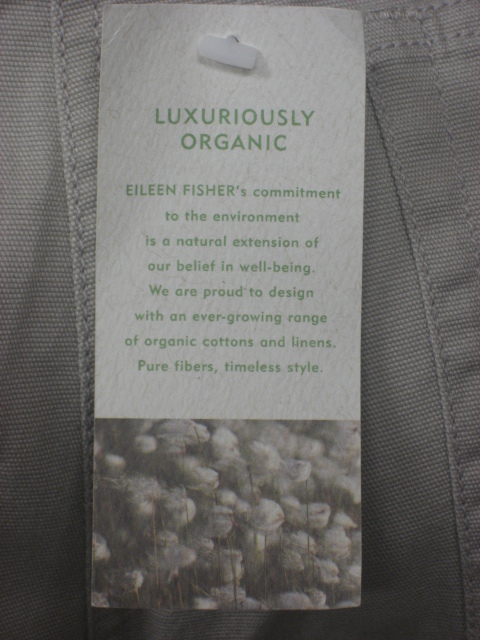 LUXURIOUSLY
ORGANIC
EILEEN FISHER's commitment
to the environment
is a natural extension of
our belief in well-being.
We are proud to design
with an ever-growing range
of organic cottons and linens.
Pure fibers, timeless style.